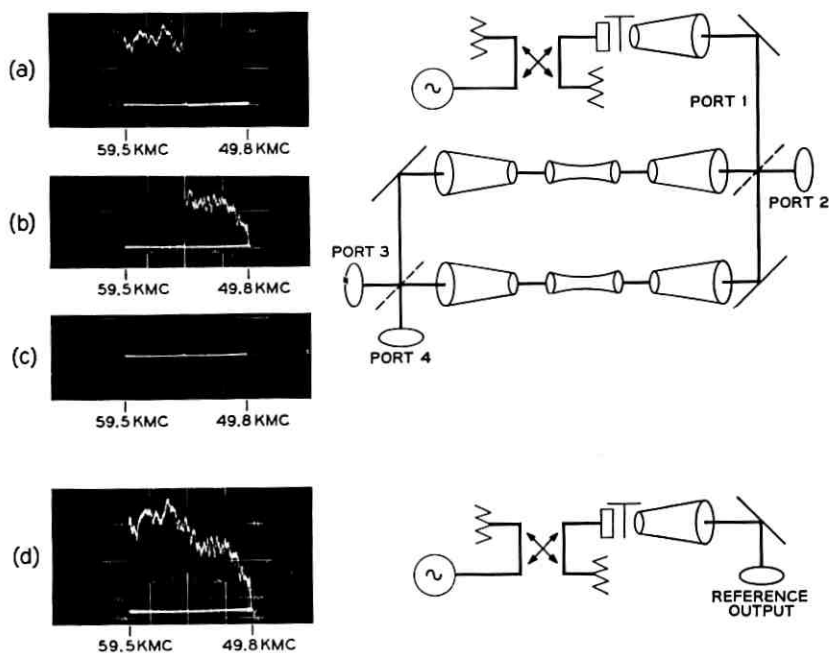 (a)
59.5 KMC 49.8 KMC
(b)
59.5 KMC 49.8 KMC
(c)
59.5 KMC 49.8 KMC
(d)
59.5 KMC 49.8 KMC
PORT 1
PORT 2
PORT 3
PORT 4
REFERENCE
OUTPUT